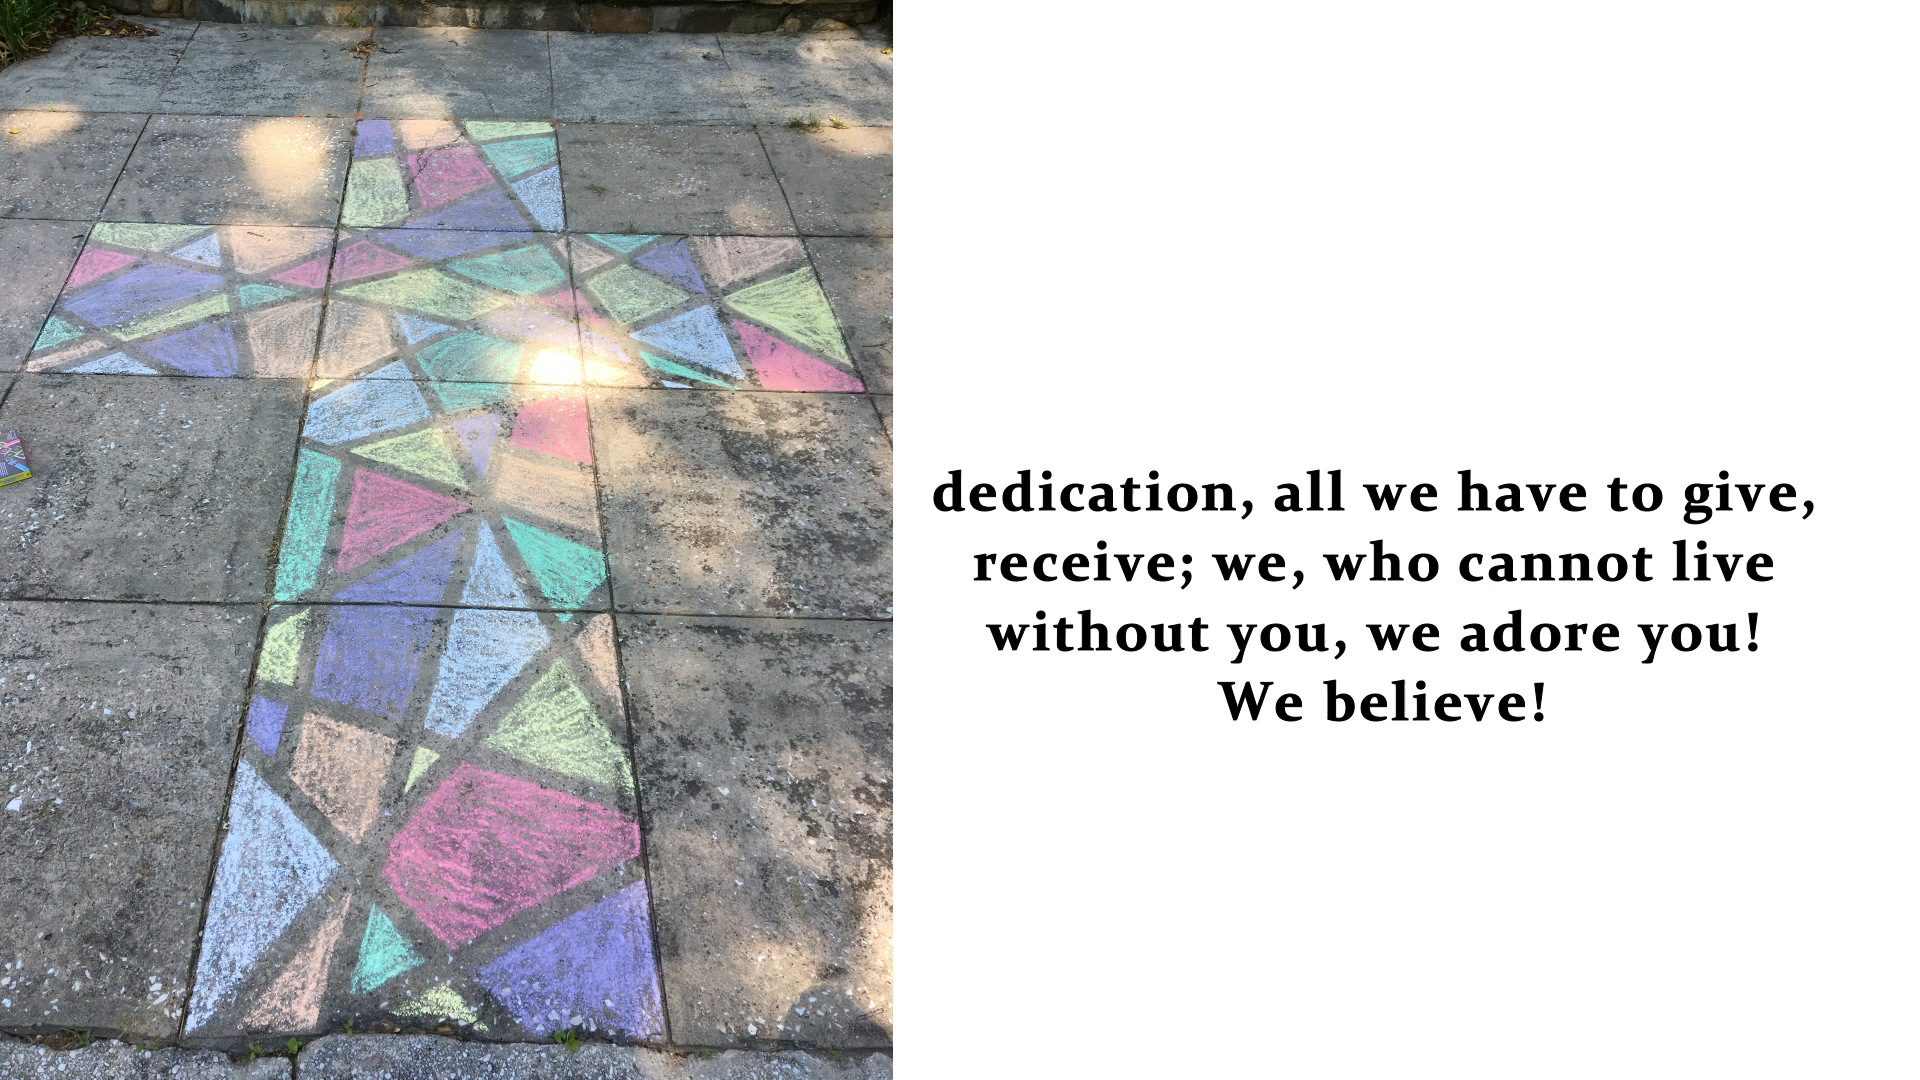 dedication, all we have to give,
receive; we, who cannot live
without you, we adore you!
We believe!